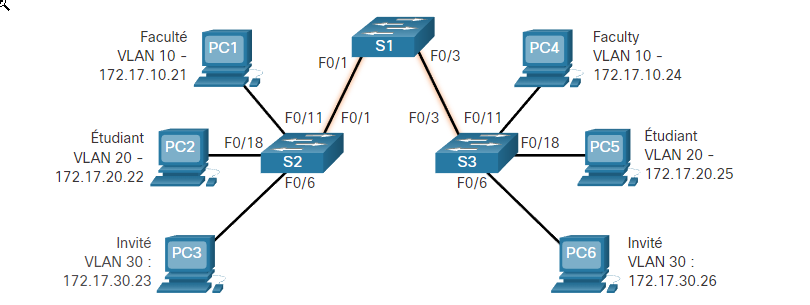 S1
F0/1
F0/3
Faculté
VLAN 10 -
172.17.10.21
PC1
PC4
Faculty
VLAN 10 -
172.17.10.24
F0/11
F0/1
F0/3
F0/11
Étudiant
VLAN 20 -
172.17.20.22
PC2
F0/18
S2
F0/6
S3
F0/6
F0/18
PC5
Étudiant
VLAN 20 -
172.17.20.25
Invité
VLAN 30 :
172.17.30.23
PC3
PC6
Invité
VLAN 30 :
172.17.30.26